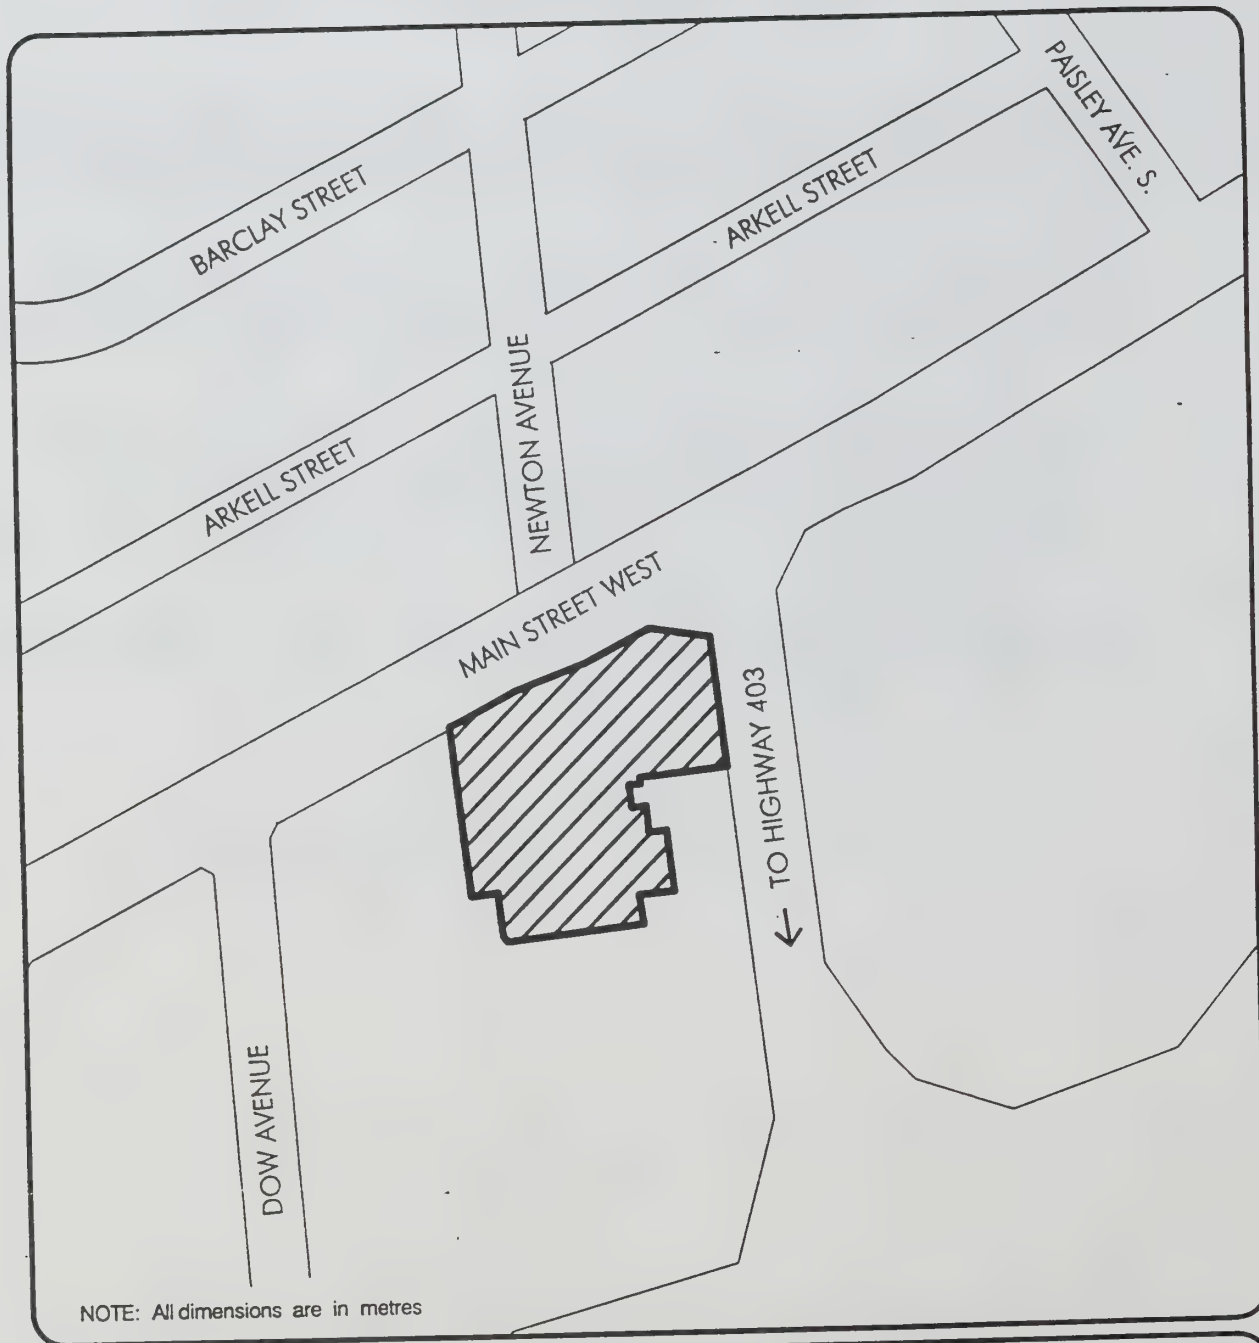 PAISLEY AVE. S.
BARCLAY STREET
ARKELL STREET
NEWTON AVENUE
ARKELL STREET
MAIN STREET WEST
TO HIGHWAY 403
DOW AVENUE
NOTE: All dimensions are in metres